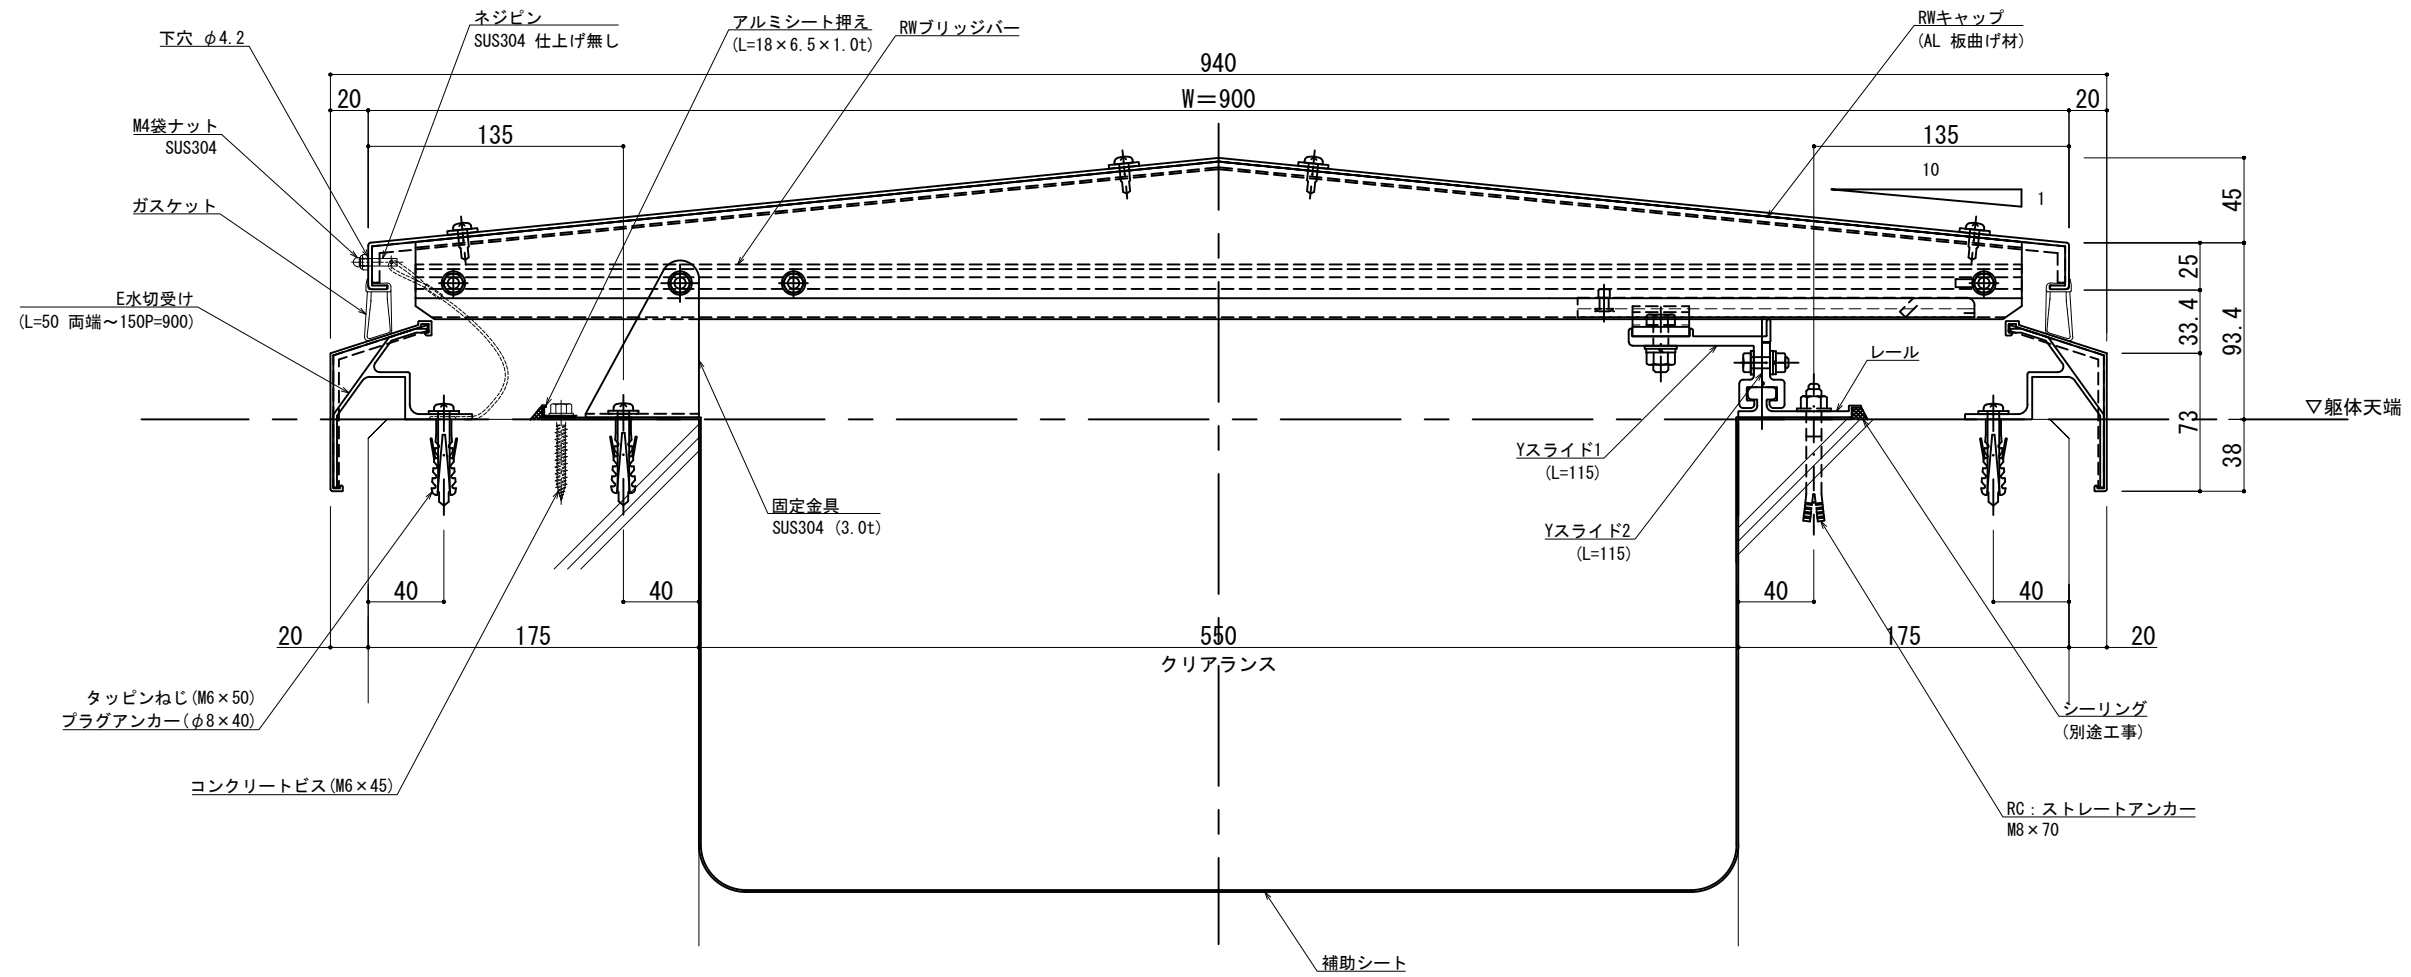 ネジピン
SUS304 仕上げ無し
アルミシート押え
(L=18×6.5×1.0t)
RWブリッジバー
RWキャップ
(AL 板曲げ材)
下穴 φ4.2
940
20
W=900
20
M4袋ナット
SUS304
135
135
10
1
45
ガスケット
25
E水切受け
(L=50 両端～150P=900)
33.4
93.4
レール
▽躯体天端
73
38
Yスライド1
(L=115)
固定金具
SUS304 (3.0t)
Yスライド2
(L=115)
40
40
40
40
20
175
550
175
20
クリアランス
タッピンねじ(M6×50)
プラグアンカー(φ8×40)
シーリング
(別途工事)
コンクリートビス(M6×45)
RC：ストレートアンカー
M8×70
補助シート